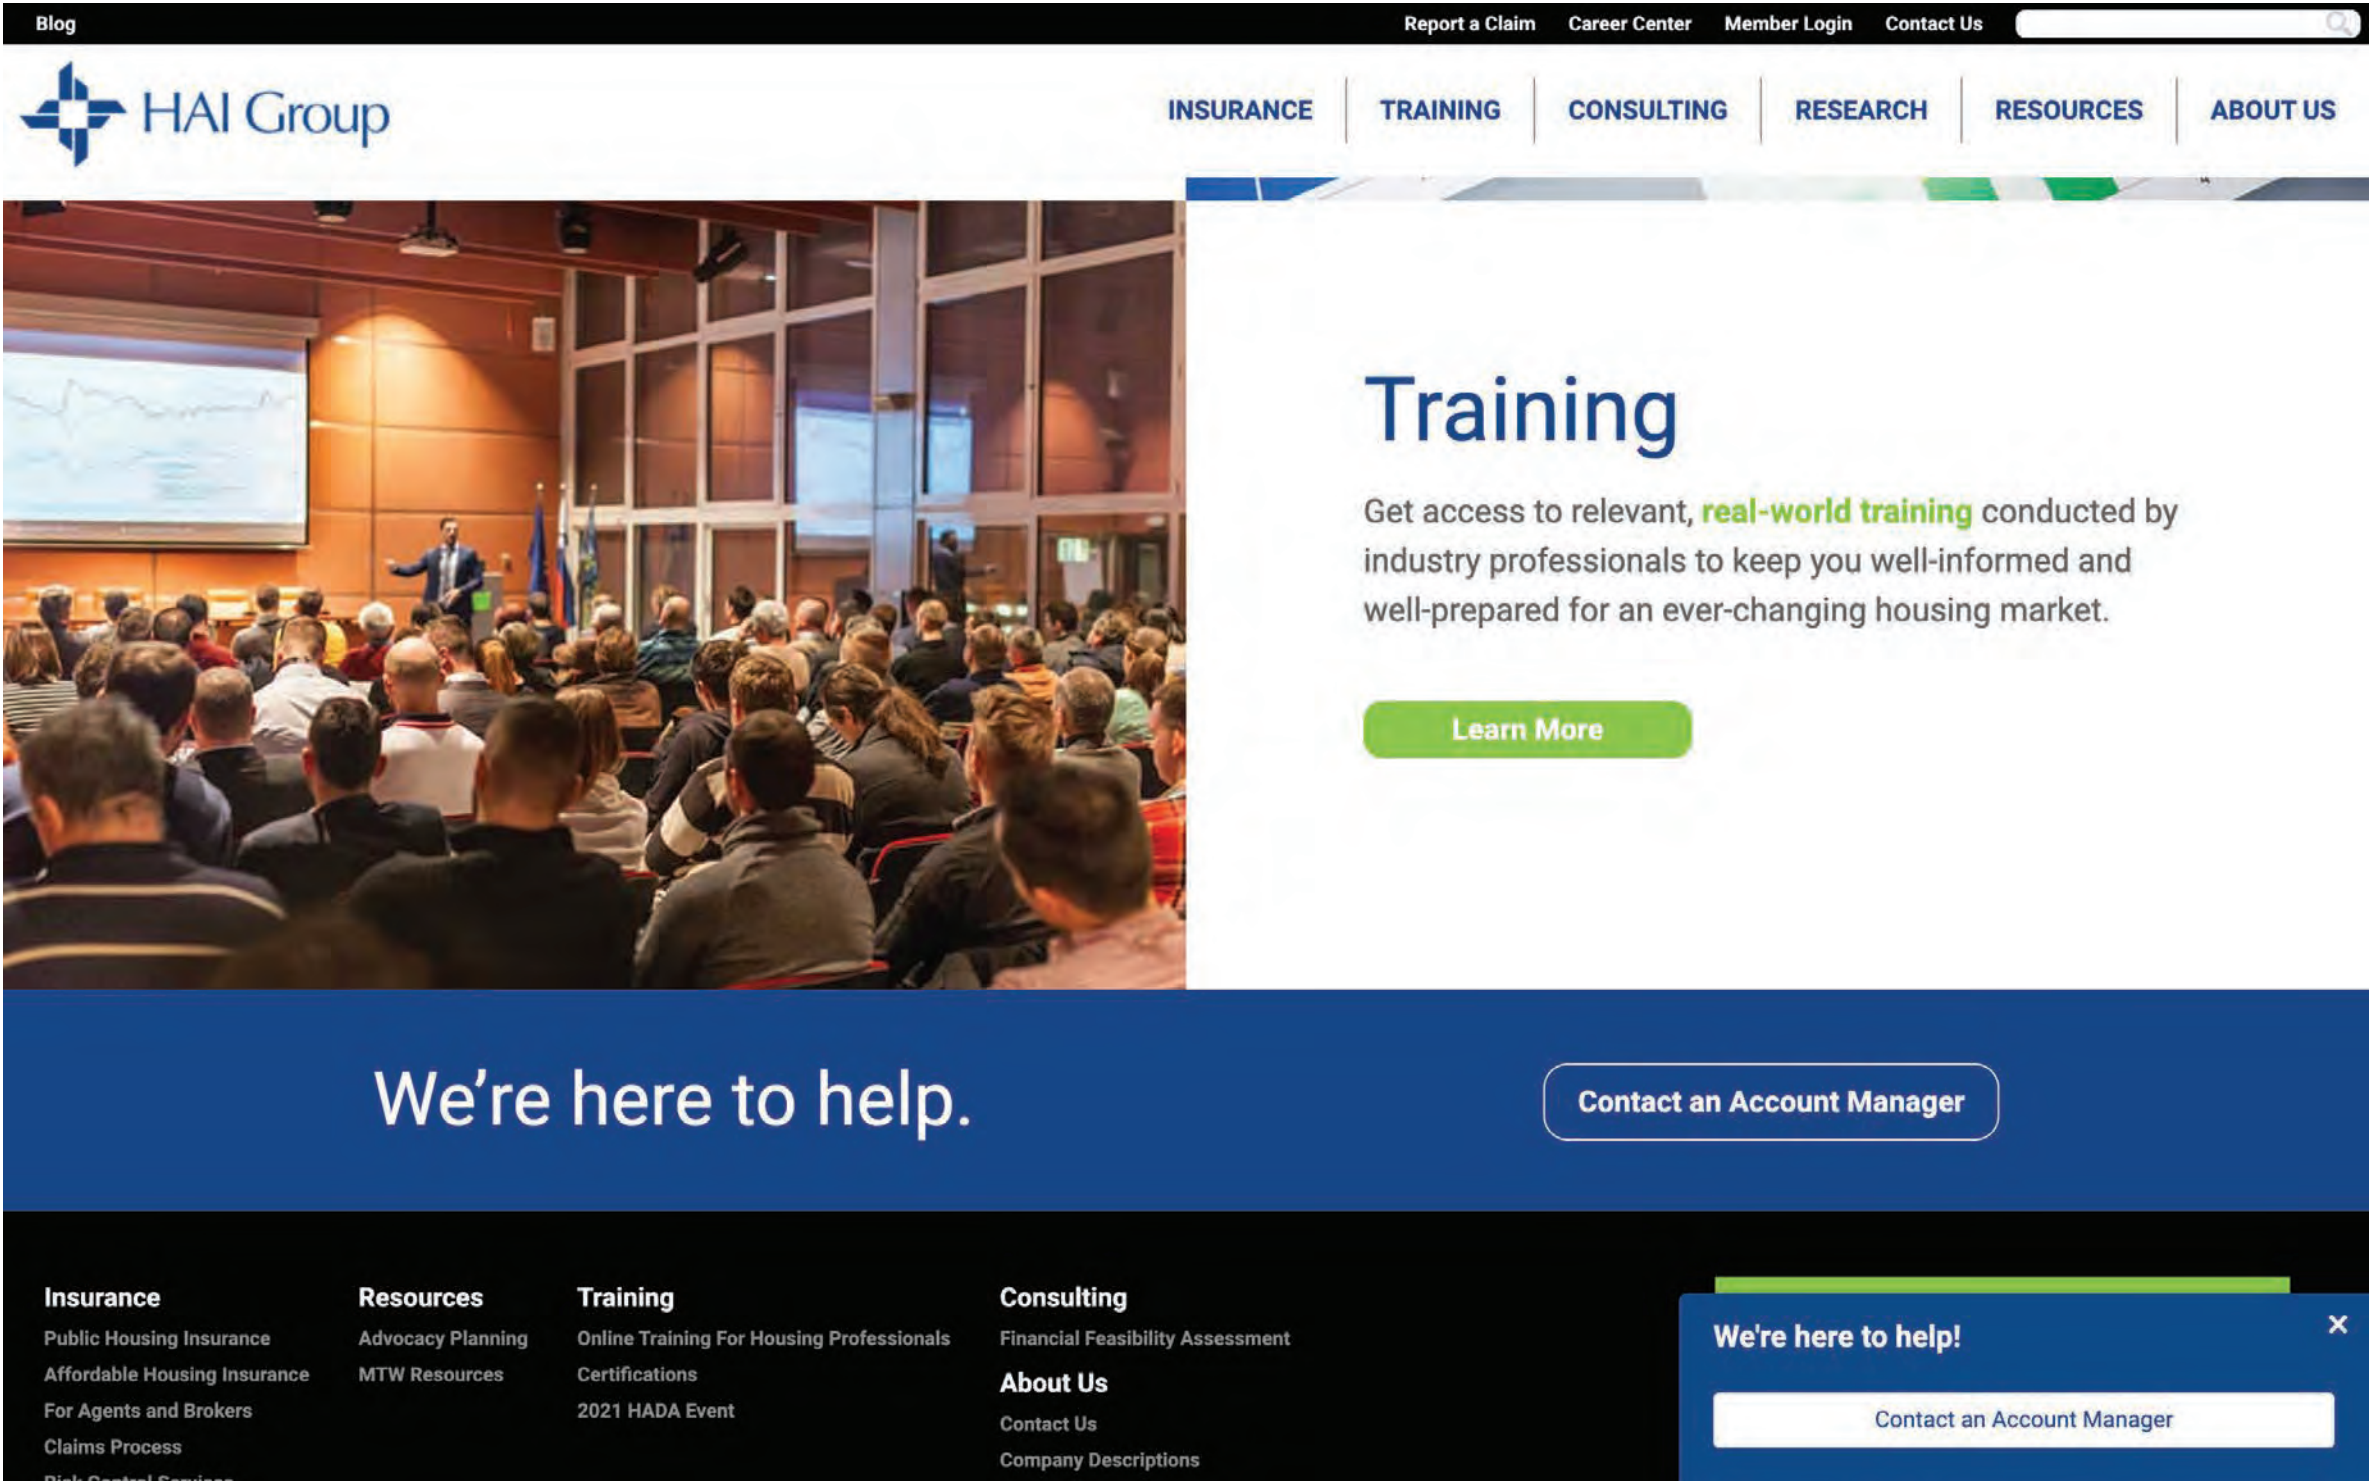 Blog
Report a Claim
Career Center
Member Login
Contact Us
HAI Group
INSURANCE
TRAINING
CONSULTING
RESEARCH
RESOURCES
ABOUT US
Training
Get access to relevant, real-world training conducted by
industry professionals to keep you well-informed and
well-prepared for an ever-changing housing market.
Learn More
We’re here to help.
Contact an Account Manager
Insurance
Public Housing Insurance
Affordable Housing Insurance
For Agents and Brokers
Claims Process
Risk Control Services
Resources
Advocacy Planning
MTW Resources
Training
Online Training For Housing Professionals
Certifications
2021 HADA Event
Consulting
Financial Feasibility Assessment
About Us
Contact Us
Company Descriptions
We're here to help!
Contact an Account Manager